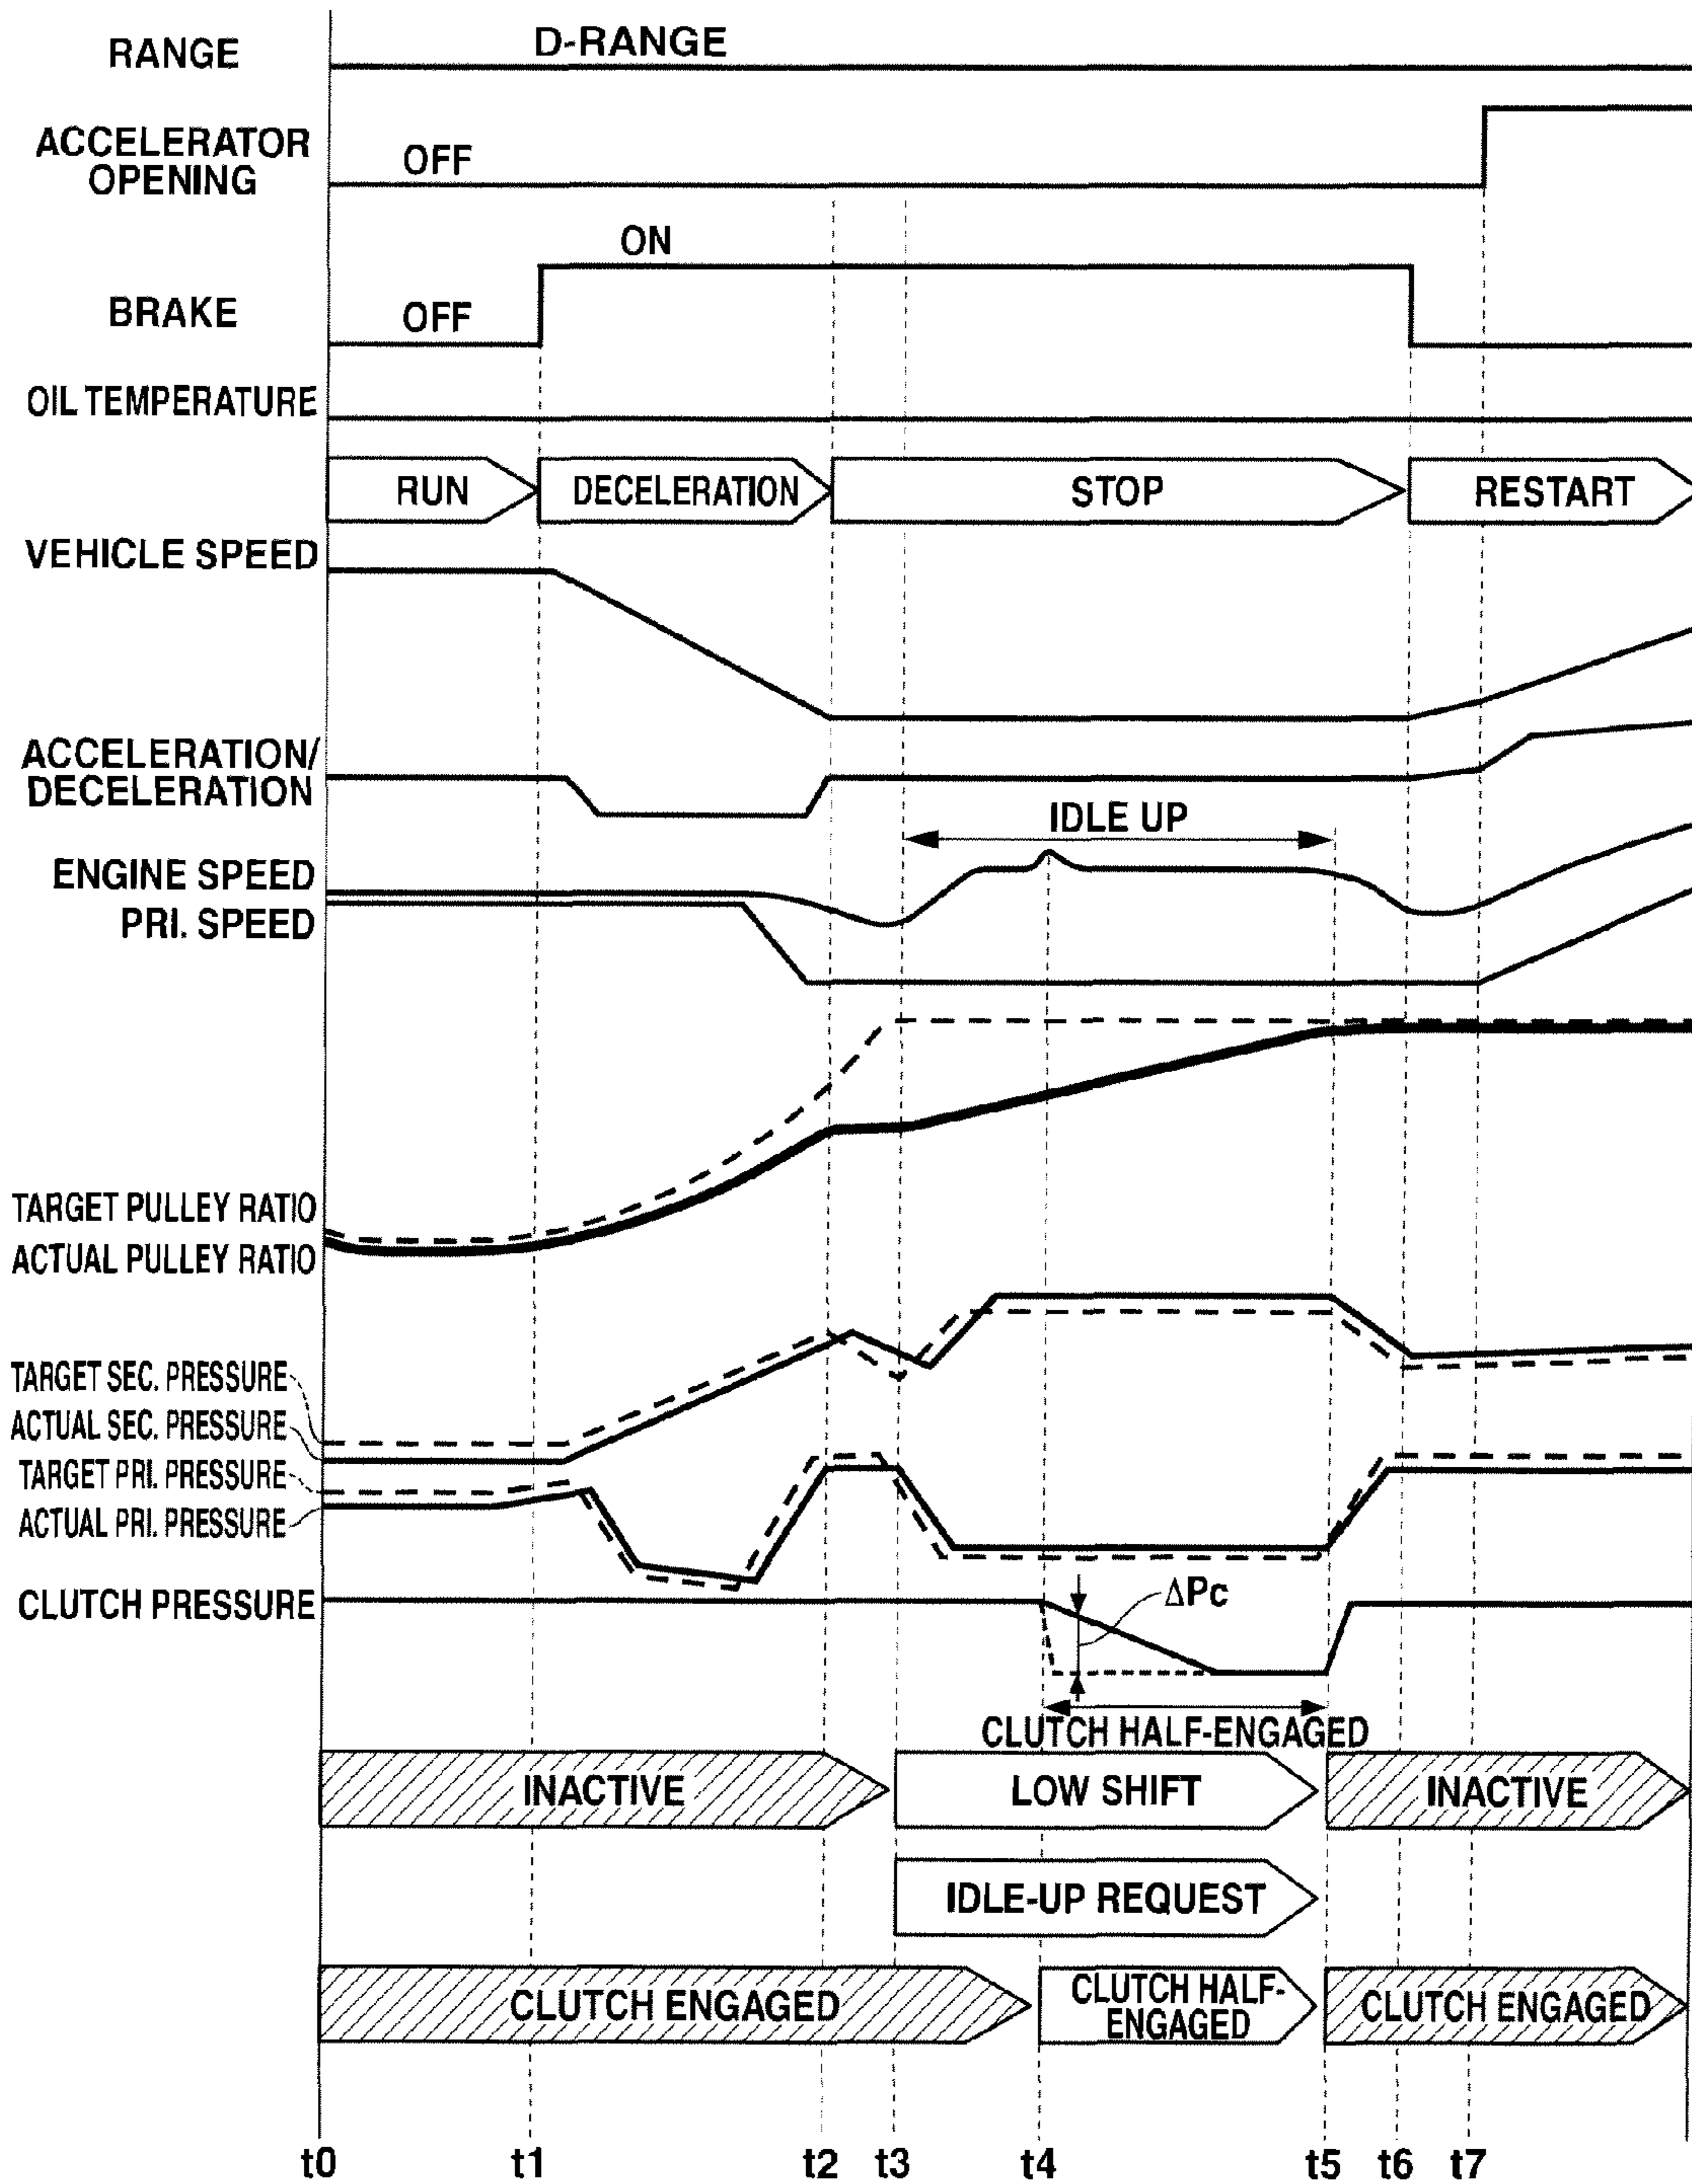 RANGE
D-RANGE
ACCELERATOR
OPENING
OFF
ON
BRAKE
OFF
OIL TEMPERATURE
RUN
DECELERATION
STOP
RESTART
VEHICLE SPEED
ACCELERATION/
DECELERATION
IDLE UP
ENGINE SPEED
PRI. SPEED
TARGET PULLEY RATIO
ACTUAL PULLEY RATIO
TARGET SEC. PRESSURE
ACTUAL SEC. PRESSURE
TARGET PRI. PRESSURE
ACTUAL PRI. PRESSURE
CLUTCH PRESSURE
ΔPc
CLUTCH HALF-ENGAGED
INACTIVE
LOW SHIFT
INACTIVE
IDLE-UP REQUEST
CLUTCH ENGAGED
CLUTCH HALF-
ENGAGED
CLUTCH ENGAGED
t0 t1 t2 t3 t4 t5 t6 t7